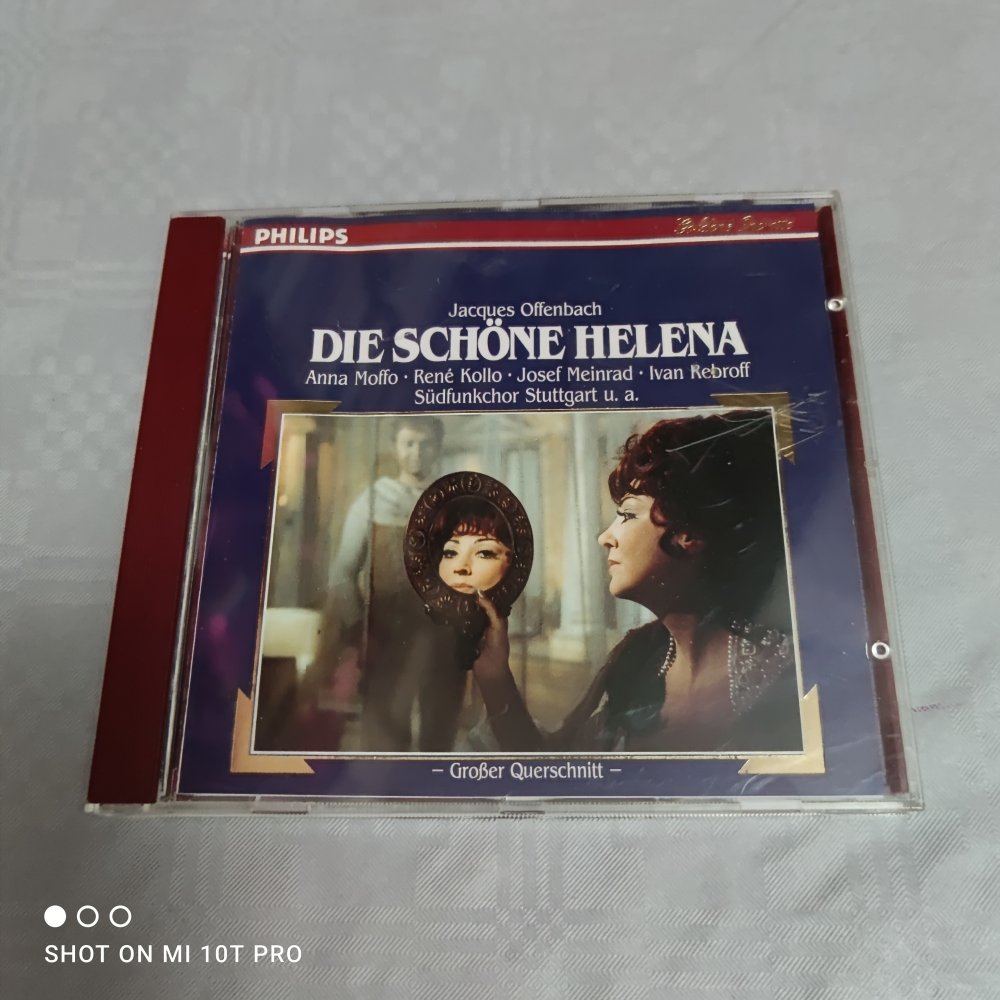 PHILIPS
Jacques Offenbach
DIE SCHÖNE HELENA
Anna Moffo · René Kollo · Josef Meinrad · Ivan Rebroff
Südfunkchor Stuttgart u. a.
– Großer Querschnitt –
SHOT ON MI 10T PRO